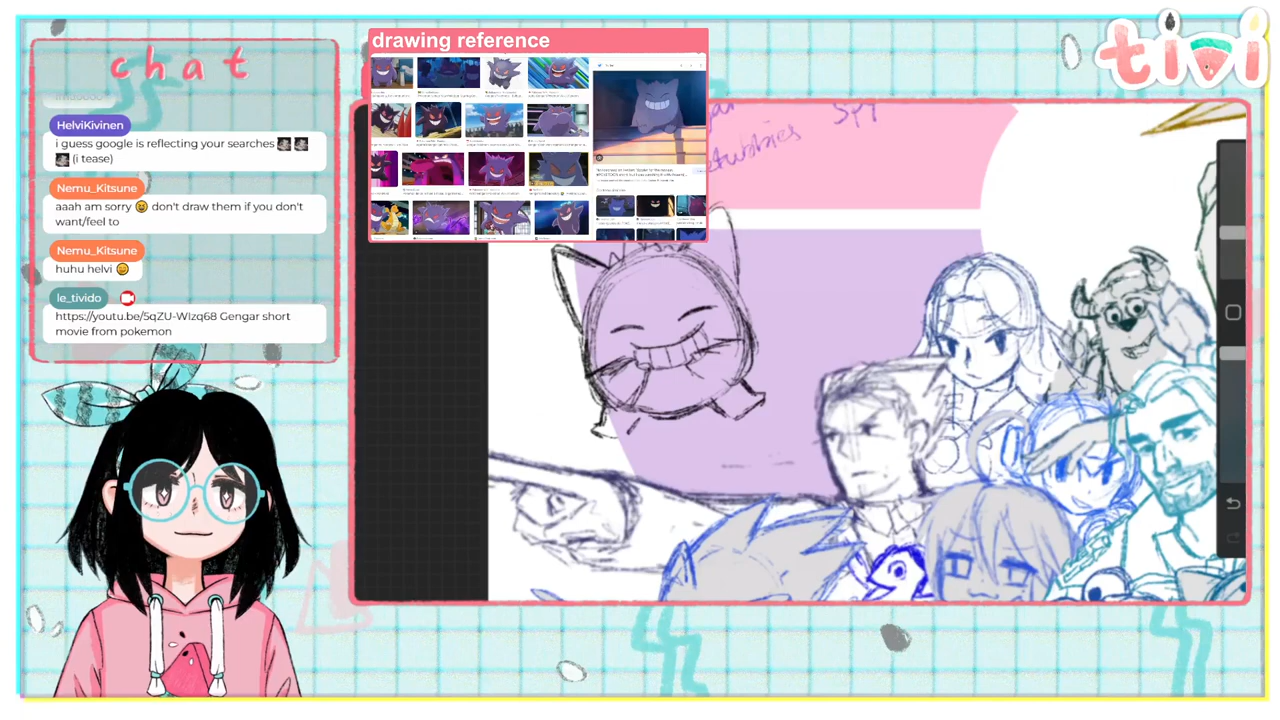 drawing reference
tivi
chat
HelviKivinen
i guess google is reflecting your searches
(i tease)
Nemu_Kitsune
aaah am sorry don't draw them if you don't
want/feel to
Nemu_Kitsune
huhu helvi
le_tivido
https://youtu.be/5qZU-WIzq68 Gengar short
movie from pokemon
Spy